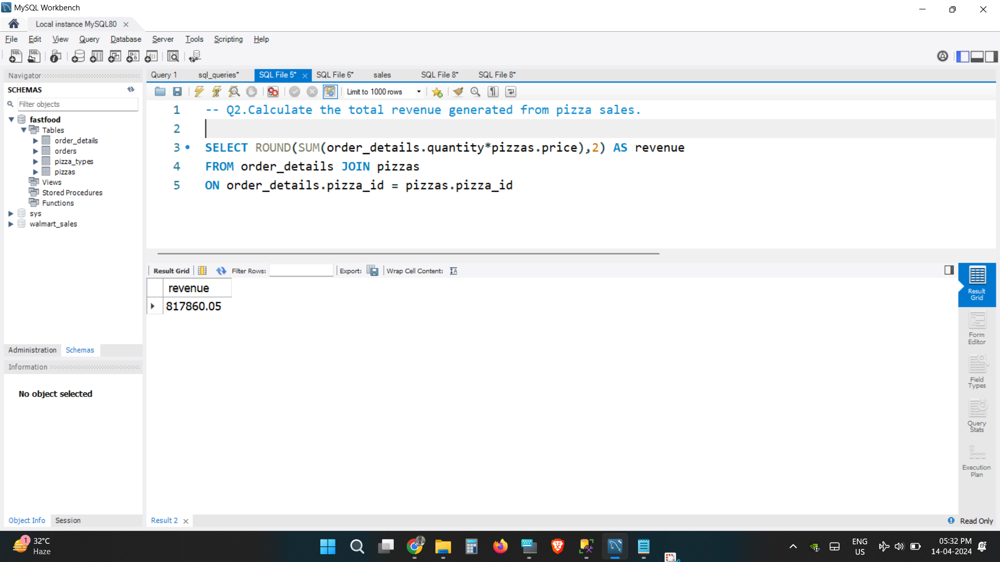 MySQL Workbench
Local instance MySQL80
File Edit View Query Database Server Tools Scripting Help
Navigator
Query 1 sql_queries* SQL File 5* SQL File 6* sales SQL File 8* SQL File 8*
SCHEMAS
Limit to 1000 rows
Filter objects
fastfood
Tables
order_details
orders
pizza_types
pizzas
Views
Stored Procedures
Functions
sys
walmart_sales
1 -- Q2.Calculate the total revenue generated from pizza sales.
2
3 SELECT ROUND(SUM(order_details.quantity*pizzas.price),2) AS revenue
4 FROM order_details JOIN pizzas
5 ON order_details.pizza_id = pizzas.pizza_id
Result Grid Filter Rows: Export: Wrap Cell Content:
revenue
817860.05
Result Grid
Form Editor
Field Types
Query Stats
Execution Plan
Administration Schemas
Information
No object selected
Object Info Session
Result 2
Read Only
1
32°C
Haze
ENG
US
05:32 PM
14-04-2024